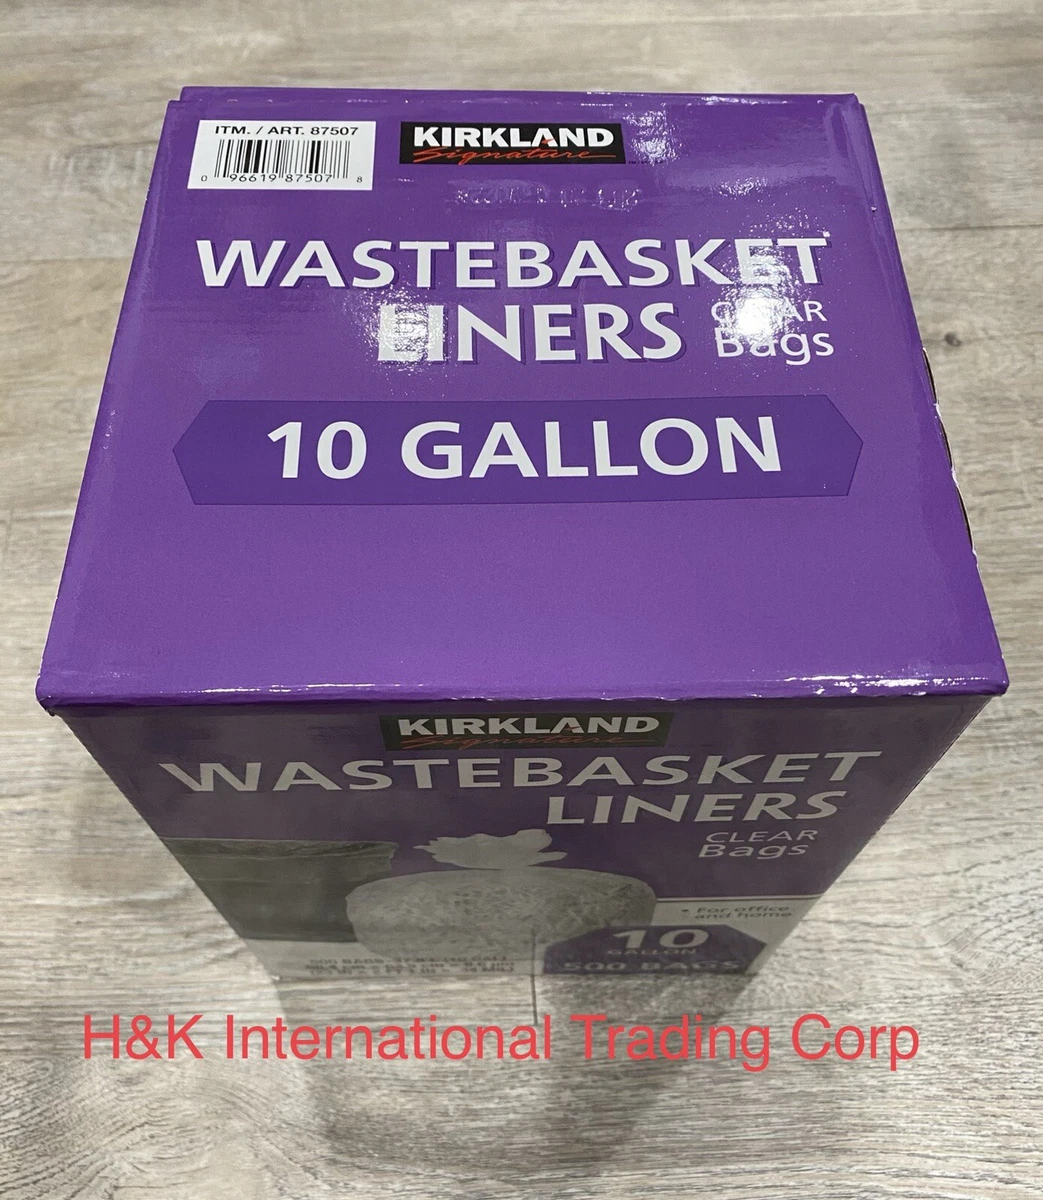 ITM. / ART. 87507
0 96619 87507 8
KIRKLAND
Signature
WASTEBASKET
LINERS
CLEAR
Bags
10 GALLON
KIRKLAND
Signature
WASTEBASKET
LINERS
CLEAR
Bags
• For office
and home
10
GALLON
500 BAGS
H&K International Trading Corp